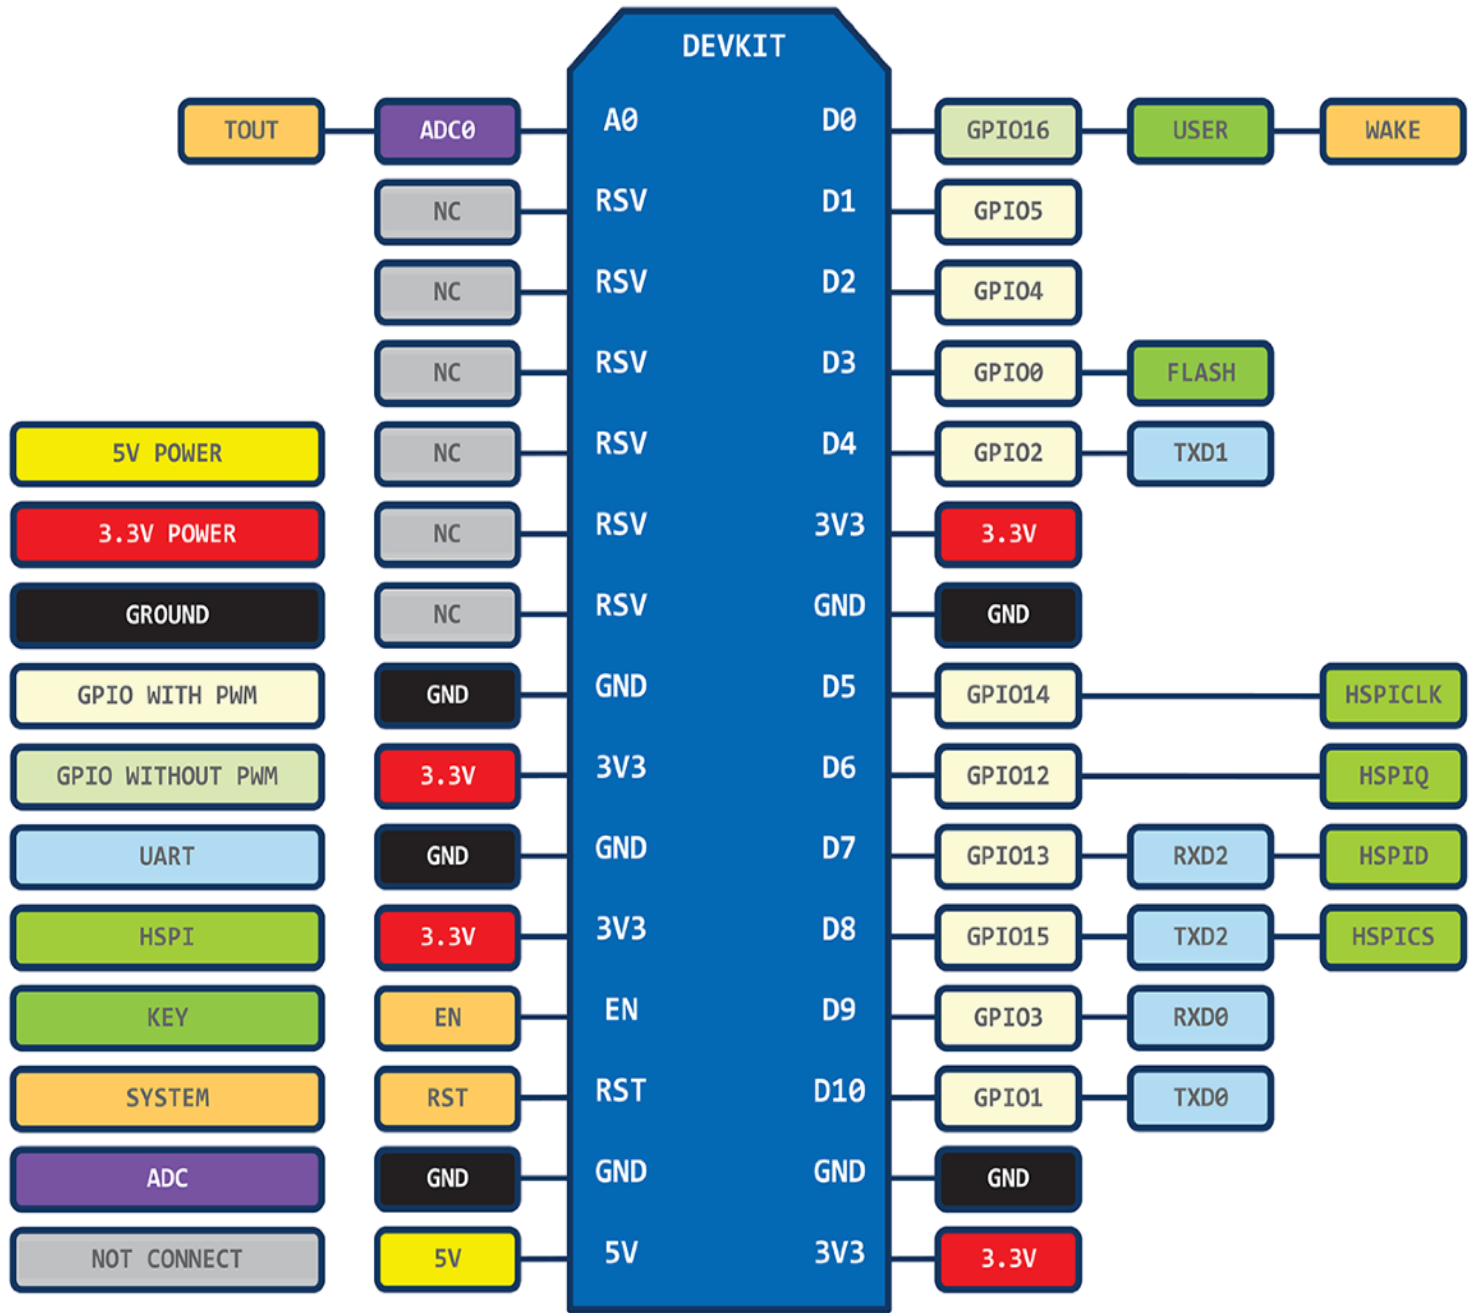 DEVKIT
TOUT ADC0 A0 D0 GPIO16 USER WAKE
NC RSV D1 GPIO5
NC RSV D2 GPIO4
NC RSV D3 GPIO0 FLASH
5V POWER NC RSV D4 GPIO2 TXD1
3.3V POWER NC RSV 3V3 3.3V
GROUND NC RSV GND GND
GPIO WITH PWM GND GND D5 GPIO14 HSPICLK
GPIO WITHOUT PWM 3.3V 3V3 D6 GPIO12 HSPIQ
UART GND GND D7 GPIO13 RXD2 HSPID
HSPI 3.3V 3V3 D8 GPIO15 TXD2 HSPICS
KEY EN EN D9 GPIO3 RXD0
SYSTEM RST RST D10 GPIO1 TXD0
ADC GND GND GND GND
NOT CONNECT 5V 5V 3V3 3.3V